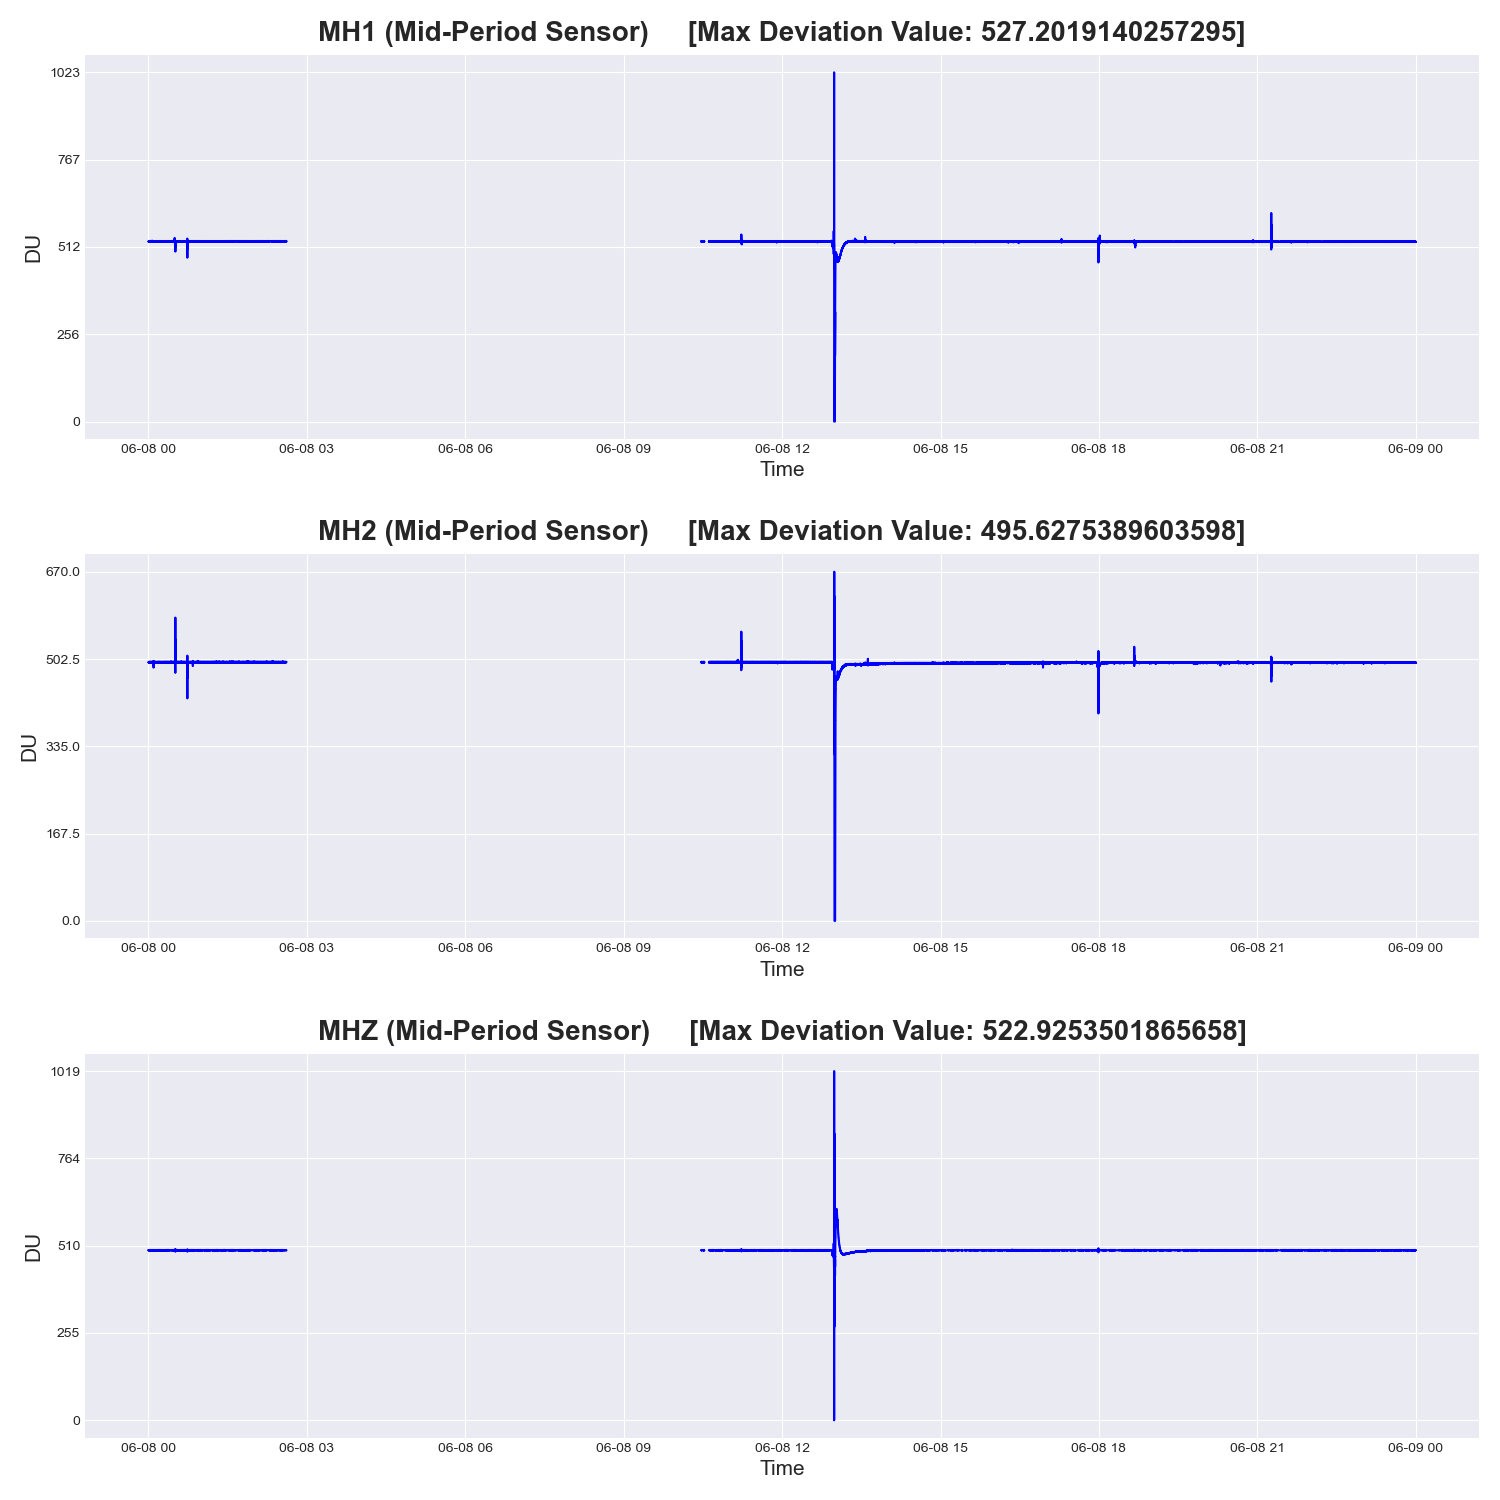 MH1 (Mid-Period Sensor) [Max Deviation Value: 527.2019140257295]
1023
767
512
256
0
DU
06-08 00 06-08 03 06-08 06 06-08 09 06-08 12 06-08 15 06-08 18 06-08 21 06-09 00
Time
MH2 (Mid-Period Sensor) [Max Deviation Value: 495.6275389603598]
670.0
502.5
335.0
167.5
0.0
DU
06-08 00 06-08 03 06-08 06 06-08 09 06-08 12 06-08 15 06-08 18 06-08 21 06-09 00
Time
MHZ (Mid-Period Sensor) [Max Deviation Value: 522.9253501865658]
1019
764
510
255
0
DU
06-08 00 06-08 03 06-08 06 06-08 09 06-08 12 06-08 15 06-08 18 06-08 21 06-09 00
Time